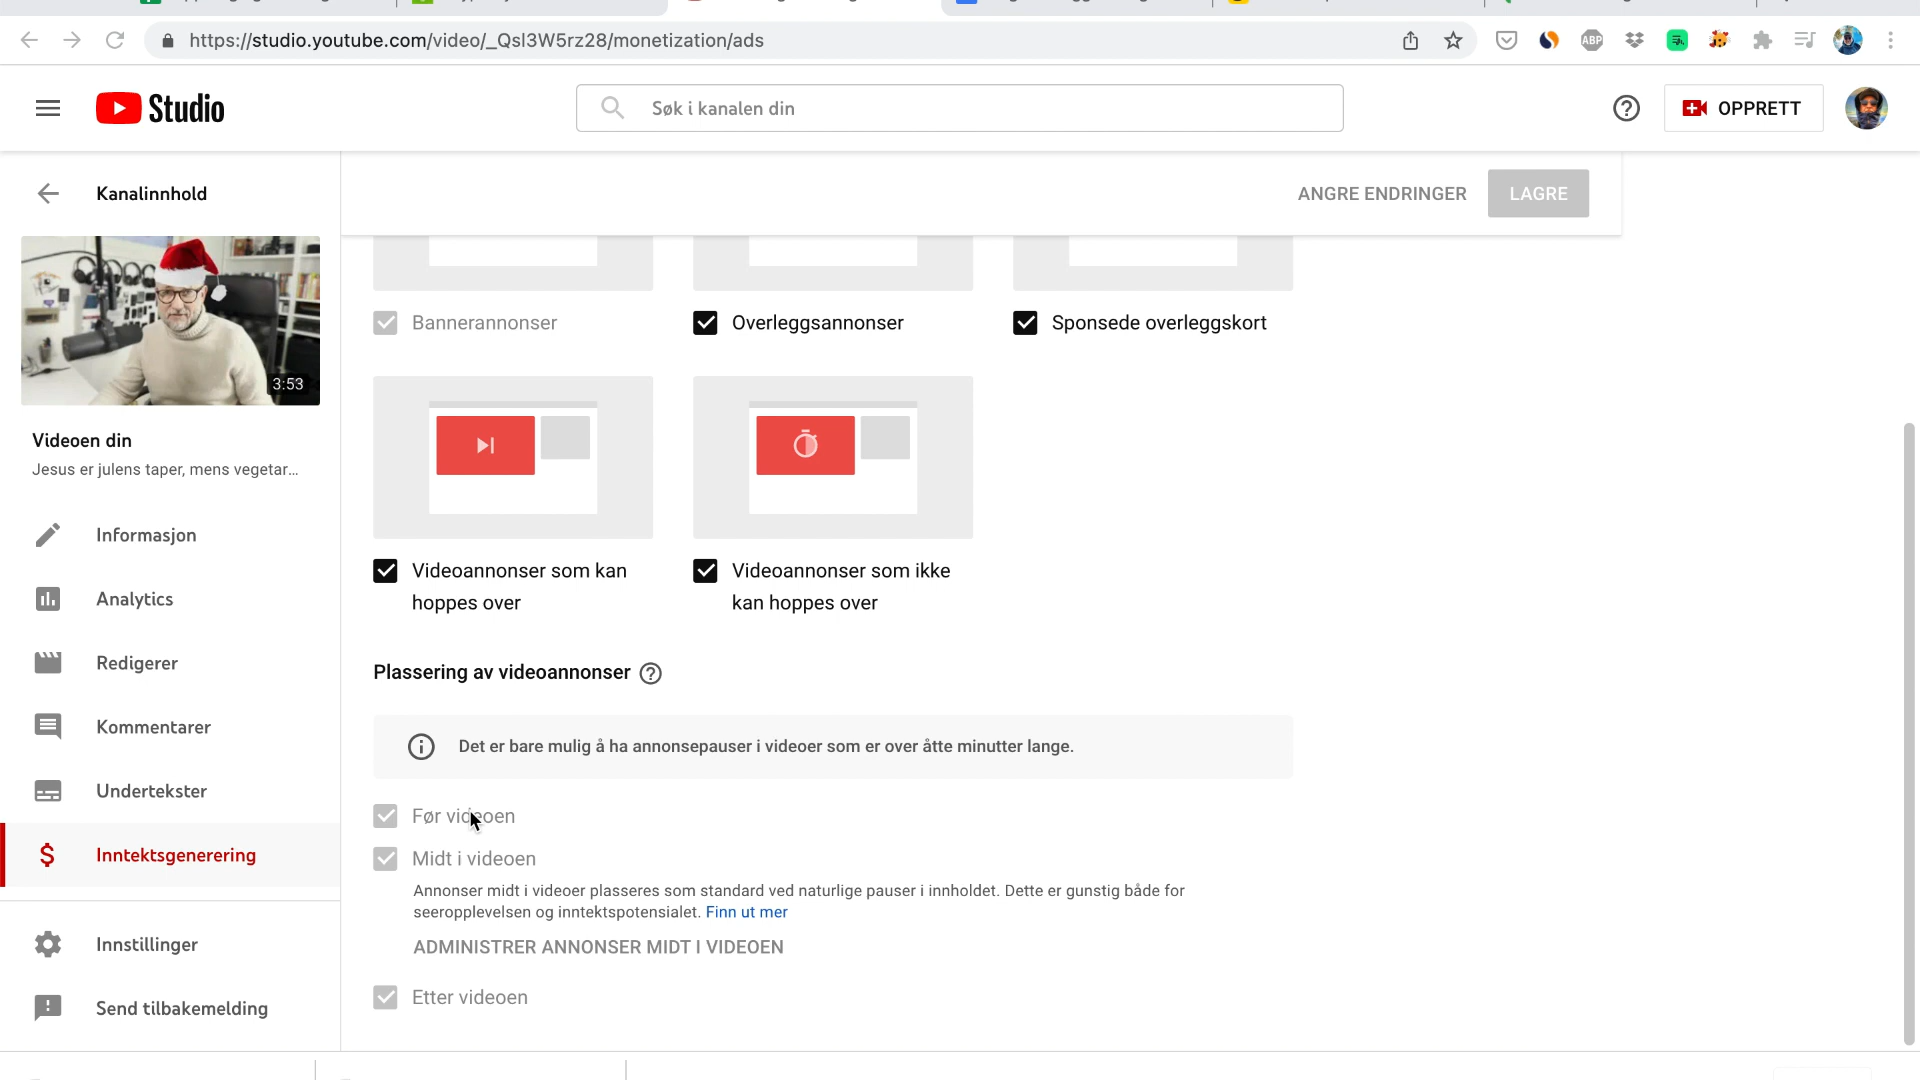 https://studio.youtube.com/video/_Qsl3W5rz28/monetization/ads
ABP
Studio
Søk i kanalen din
OPPRETT
Kanalinnhold
ANGRE ENDRINGER
LAGRE
3:53
Videoen din
Jesus er julens taper, mens vegetar...
Informasjon
Analytics
Redigerer
Kommentarer
Undertekster
Inntektsgenerering
Innstillinger
Send tilbakemelding
Bannerannonser
Overleggsannonser
Sponsede overleggskort
Videoannonser som kan
hoppes over
Videoannonser som ikke
kan hoppes over
Plassering av videoannonser
Det er bare mulig å ha annonsepauser i videoer som er over åtte minutter lange.
Før videoen
Midt i videoen
Annonser midt i videoer plasseres som standard ved naturlige pauser i innholdet. Dette er gunstig både for
seeropplevelsen og inntektspotensialet. Finn ut mer
ADMINISTRER ANNONSER MIDT I VIDEOEN
Etter videoen